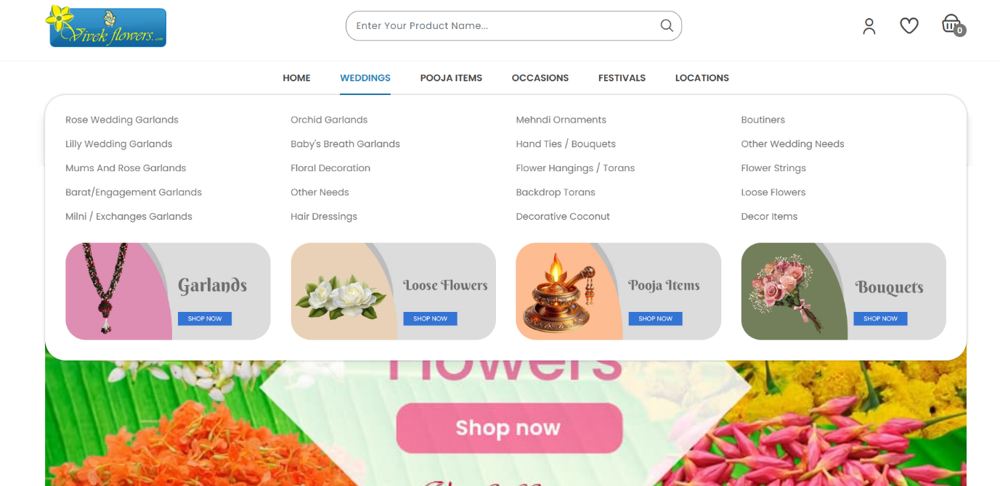 Vivek flowers.com
Enter Your Product Name...
0
HOME WEDDINGS POOJA ITEMS OCCASIONS FESTIVALS LOCATIONS
Rose Wedding Garlands Orchid Garlands Mehndi Ornaments Boutiners
Lilly Wedding Garlands Baby's Breath Garlands Hand Ties / Bouquets Other Wedding Needs
Mums And Rose Garlands Floral Decoration Flower Hangings / Torans Flower Strings
Barat/Engagement Garlands Other Needs Backdrop Torans Loose Flowers
Milni / Exchanges Garlands Hair Dressings Decorative Coconut Decor Items
Garlands Loose Flowers Pooja Items Bouquets
SHOP NOW SHOP NOW SHOP NOW SHOP NOW
Flowers
Shop now